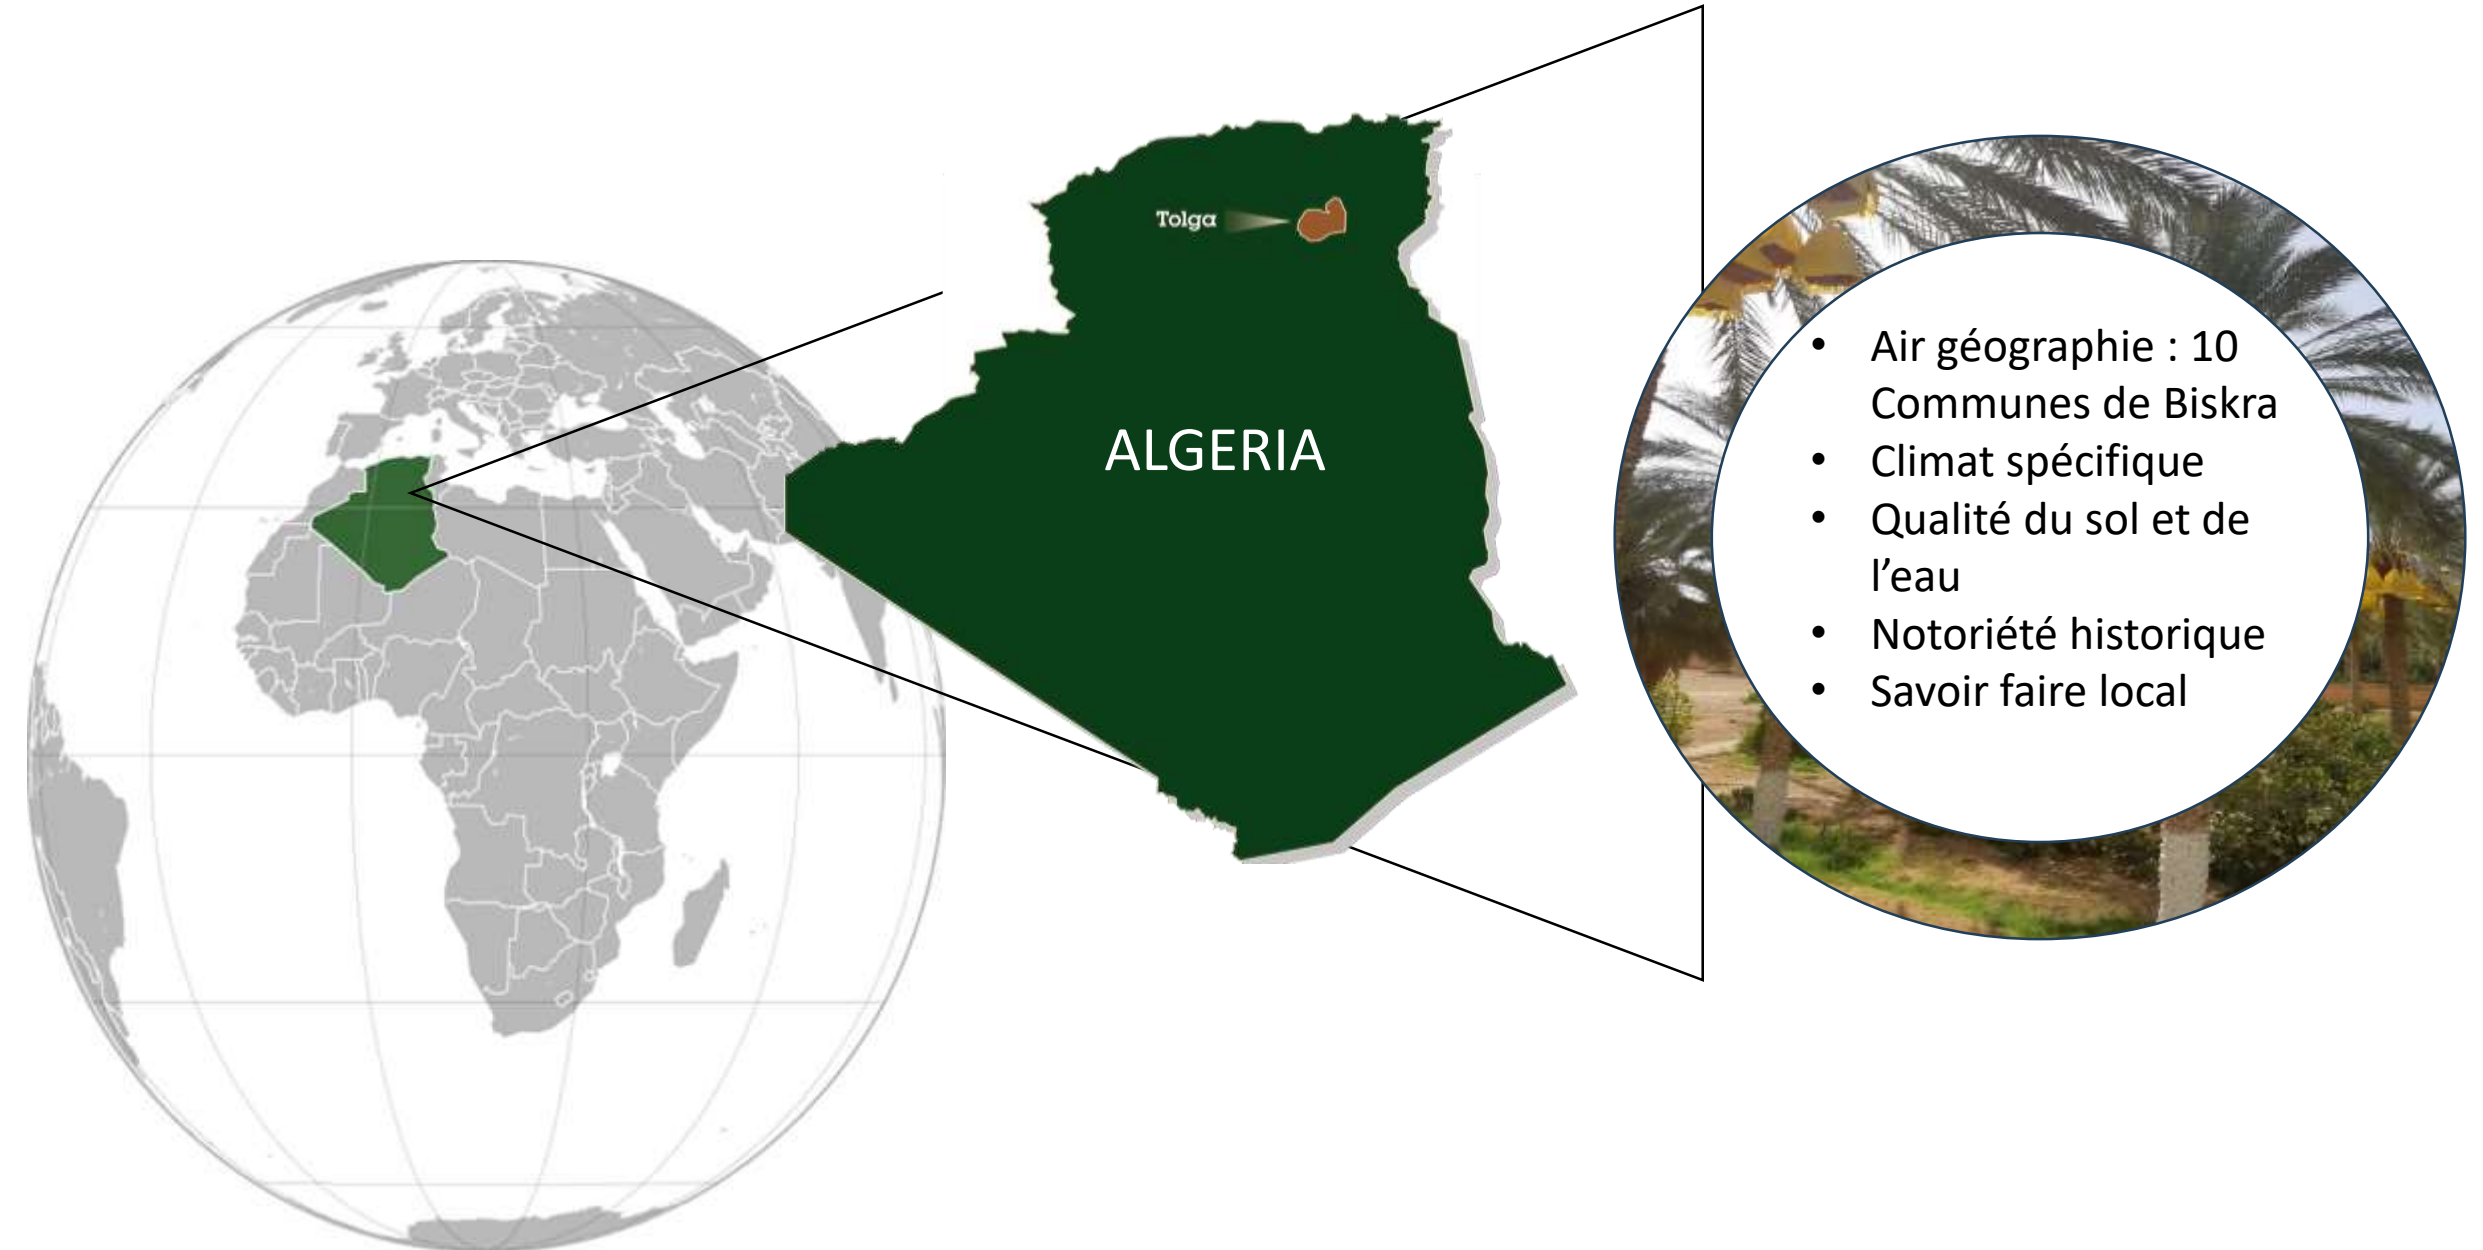 Tolga
ALGERIA
• Air géographie : 10
Communes de Biskra
• Climat spécifique
• Qualité du sol et de
l’eau
• Notoriété historique
• Savoir faire local